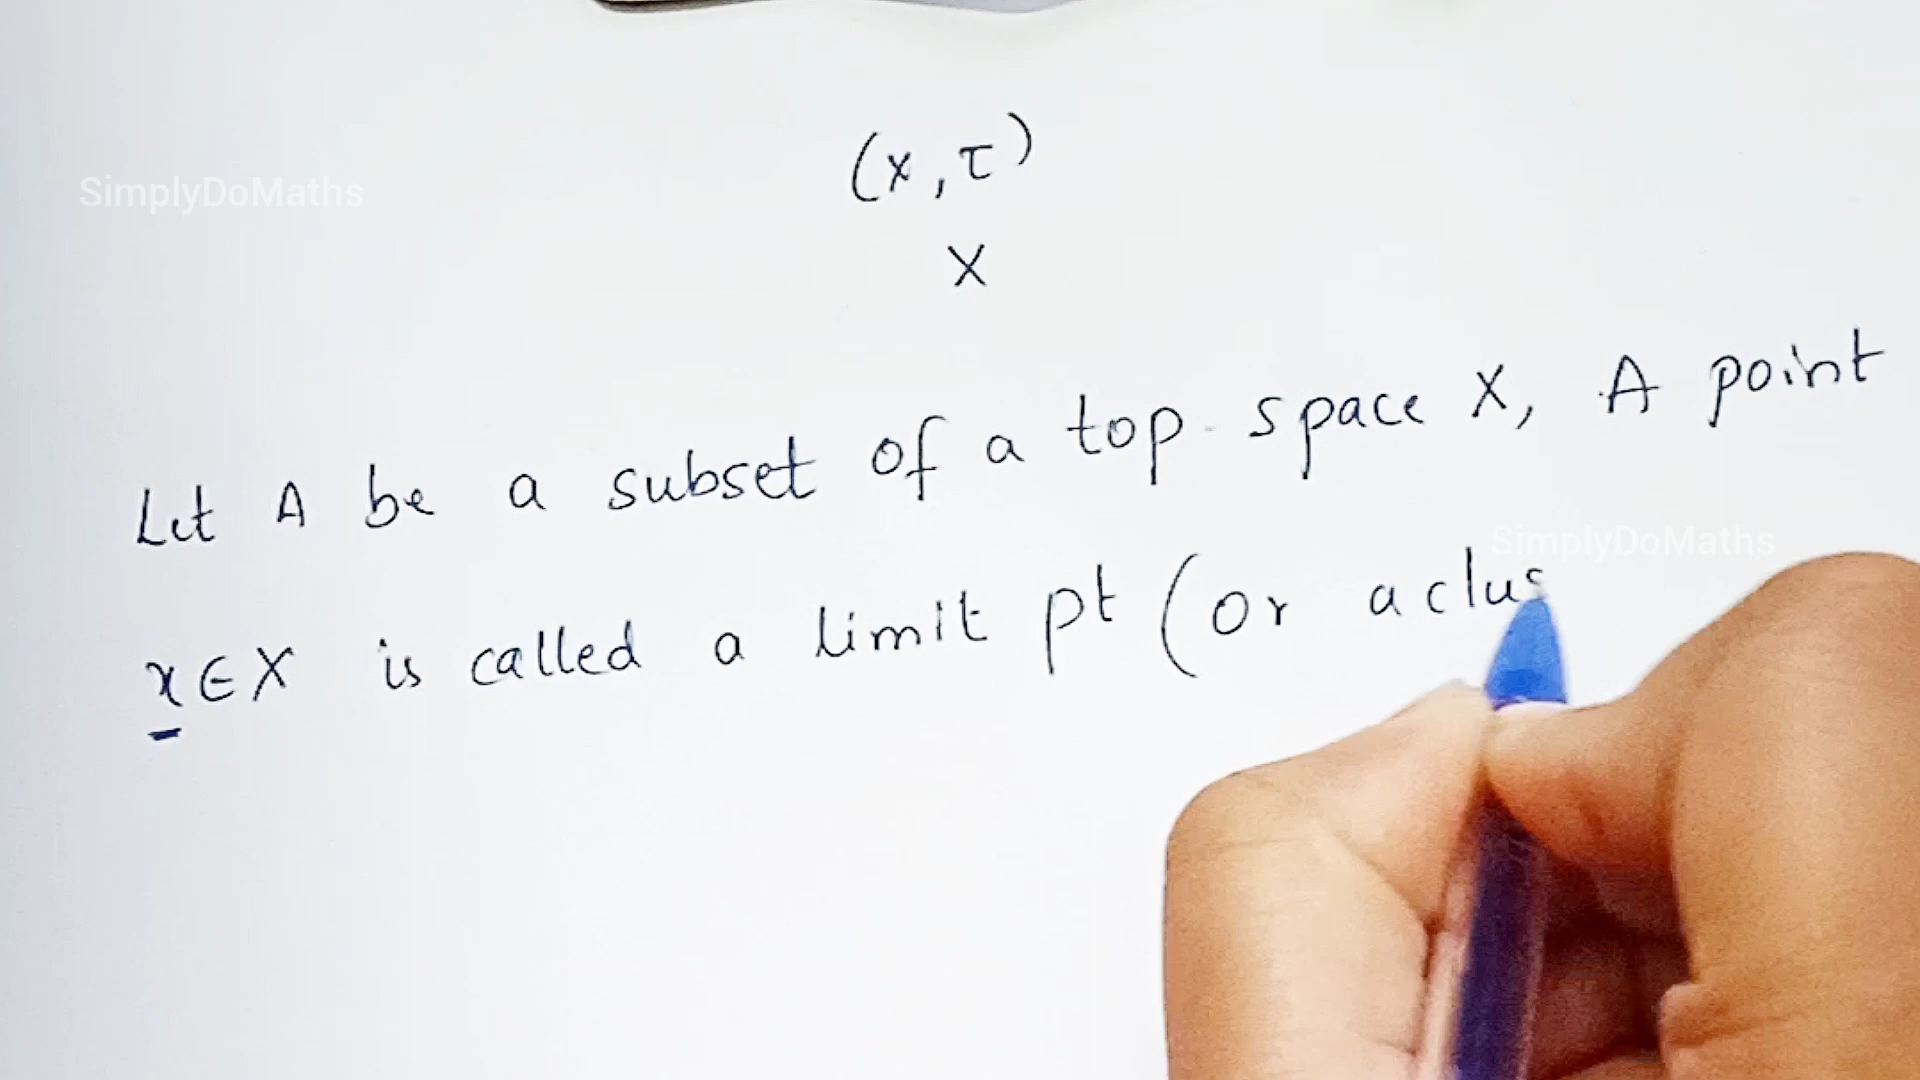 (x, τ)
SimplyDoMaths
X
Let A be a subset of a top. space X, A point
SimplyDoMaths
x ∈ X is called a limit pt (or a clus